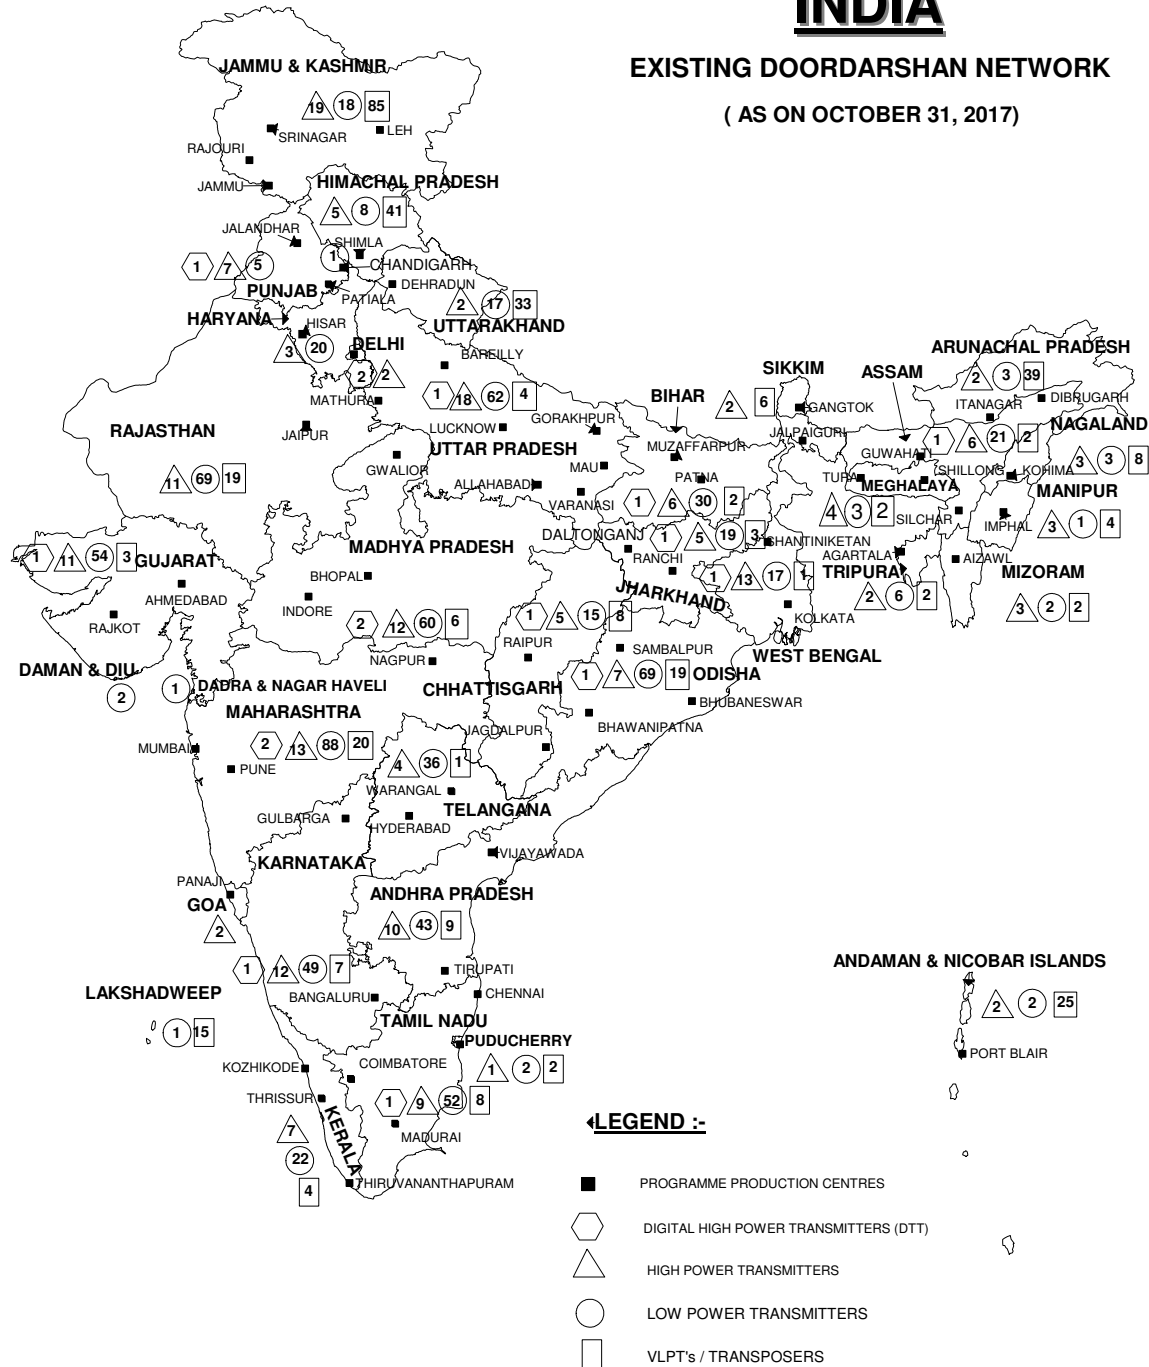 INDIA
EXISTING DOORDARSHAN NETWORK
( AS ON OCTOBER 31, 2017)
JAMMU & KASHMIR
19 18 85
SRINAGAR
LEH
RAJOURI
JAMMU
HIMACHAL PRADESH
5 8 41
JALANDHAR
SHIMLA
1
CHANDIGARH
1 7 5
PUNJAB
PATIALA
DEHRADUN
2 17 33
UTTARAKHAND
HARYANA
HISAR
3 20
DELHI
2 2
BAREILLY
MATHURA
1 18 62 4
LUCKNOW
GORAKHPUR
UTTAR PRADESH
RAJASTHAN
JAIPUR
11 69 19
GWALIOR
MAU
ALLAHABAD
VARANASI
BIHAR
MUZAFFARPUR
PATNA
1 6 30 2
SIKKIM
2 6
GANGTOK
JALPAIGURI
ASSAM
ARUNACHAL PRADESH
2 3 39
ITANAGAR
DIBRUGARH
NAGALAND
1 6 21 2
GUWAHATI
SHILLONG
KOHIMA
3 3 8
TURA
MEGHALAYA
MANIPUR
4 3 2
SILCHAR
IMPHAL
3 1 4
DALTONGANJ
1 5 19 3
SHANTINIKETAN
RANCHI
AGARTALA
AIZAWL
JHARKHAND
1 13 17 1
TRIPURA
MIZORAM
2 6 2
3 2 2
KOLKATA
WEST BENGAL
1 11 54 3
GUJARAT
AHMEDABAD
RAJKOT
MADHYA PRADESH
BHOPAL
INDORE
2 12 60 6
1 5 15 8
RAIPUR
SAMBALPUR
NAGPUR
DAMAN & DIU
2
1
DADRA & NAGAR HAVELI
CHHATTISGARH
1 7 69 19
ODISHA
BHUBANESWAR
BHAWANIPATNA
MAHARASHTRA
2 13 88 20
MUMBAI
PUNE
JAGDALPUR
4 36 1
WARANGAL
TELANGANA
GULBARGA
HYDERABAD
KARNATAKA
VIJAYAWADA
PANAJI
GOA
2
ANDHRA PRADESH
10 43 9
1 12 49 7
TIRUPATI
BANGALURU
CHENNAI
ANDAMAN & NICOBAR ISLANDS
2 2 25
PORT BLAIR
LAKSHADWEEP
1 15
TAMIL NADU
PUDUCHERRY
1 2 2
KOZHIKODE
COIMBATORE
THRISSUR
1 9 52 8
MADURAI
KERALA
7
22
4
THIRUVANANTHAPURAM
LEGEND :-
PROGRAMME PRODUCTION CENTRES
DIGITAL HIGH POWER TRANSMITTERS (DTT)
HIGH POWER TRANSMITTERS
LOW POWER TRANSMITTERS
VLPT's / TRANSPOSERS